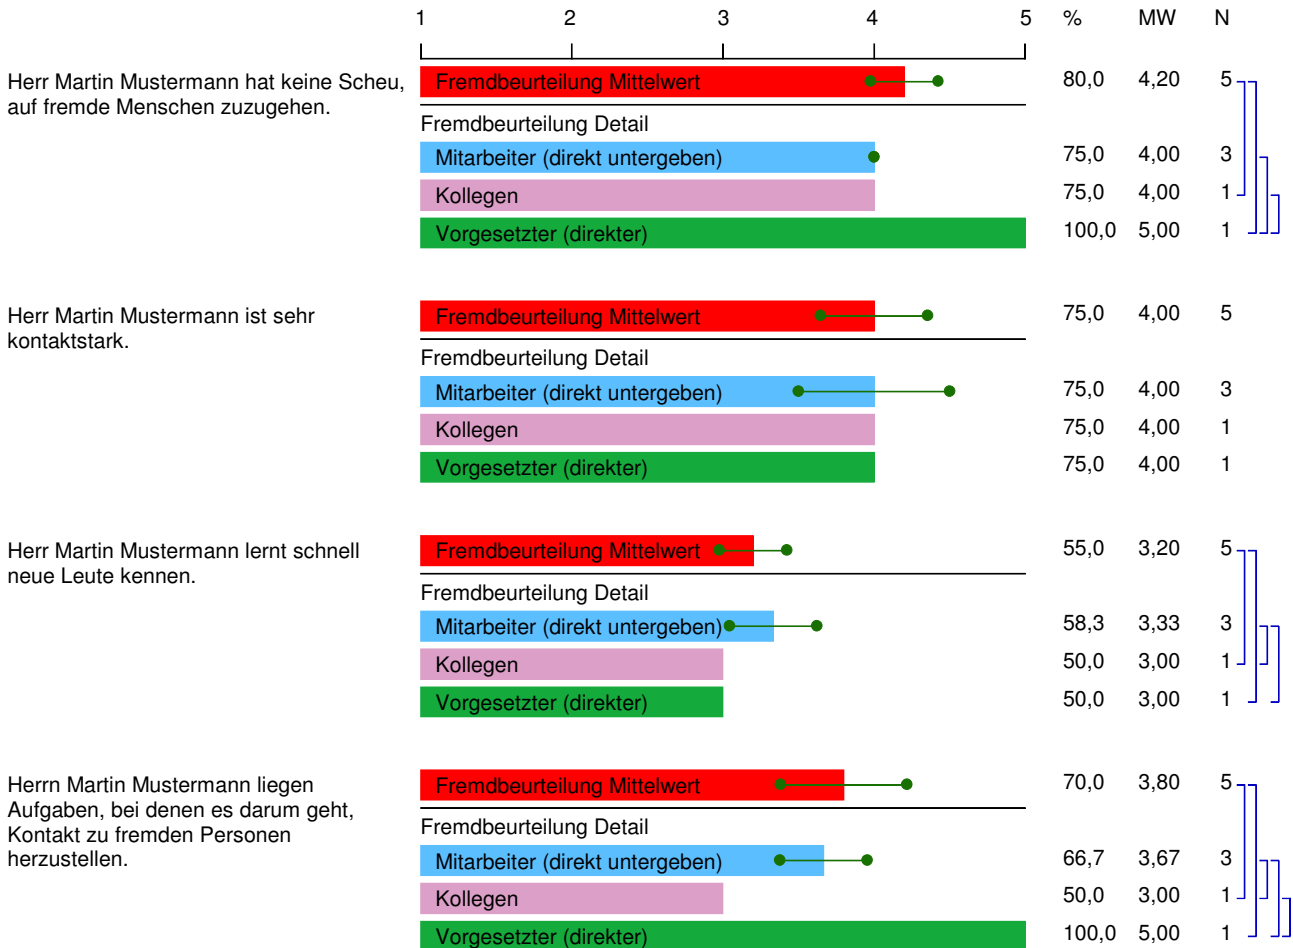 1 2 3 4 5 % MW N
Herr Martin Mustermann hat keine Scheu,
auf fremde Menschen zuzugehen.
Fremdbeurteilung Mittelwert 80,0 4,20 5
Fremdbeurteilung Detail
Mitarbeiter (direkt untergeben) 75,0 4,00 3
Kollegen 75,0 4,00 1
Vorgesetzter (direkter) 100,0 5,00 1
Herr Martin Mustermann ist sehr
kontaktstark.
Fremdbeurteilung Mittelwert 75,0 4,00 5
Fremdbeurteilung Detail
Mitarbeiter (direkt untergeben) 75,0 4,00 3
Kollegen 75,0 4,00 1
Vorgesetzter (direkter) 75,0 4,00 1
Herr Martin Mustermann lernt schnell
neue Leute kennen.
Fremdbeurteilung Mittelwert 55,0 3,20 5
Fremdbeurteilung Detail
Mitarbeiter (direkt untergeben) 58,3 3,33 3
Kollegen 50,0 3,00 1
Vorgesetzter (direkter) 50,0 3,00 1
Herrn Martin Mustermann liegen
Aufgaben, bei denen es darum geht,
Kontakt zu fremden Personen
herzustellen.
Fremdbeurteilung Mittelwert 70,0 3,80 5
Fremdbeurteilung Detail
Mitarbeiter (direkt untergeben) 66,7 3,67 3
Kollegen 50,0 3,00 1
Vorgesetzter (direkter) 100,0 5,00 1